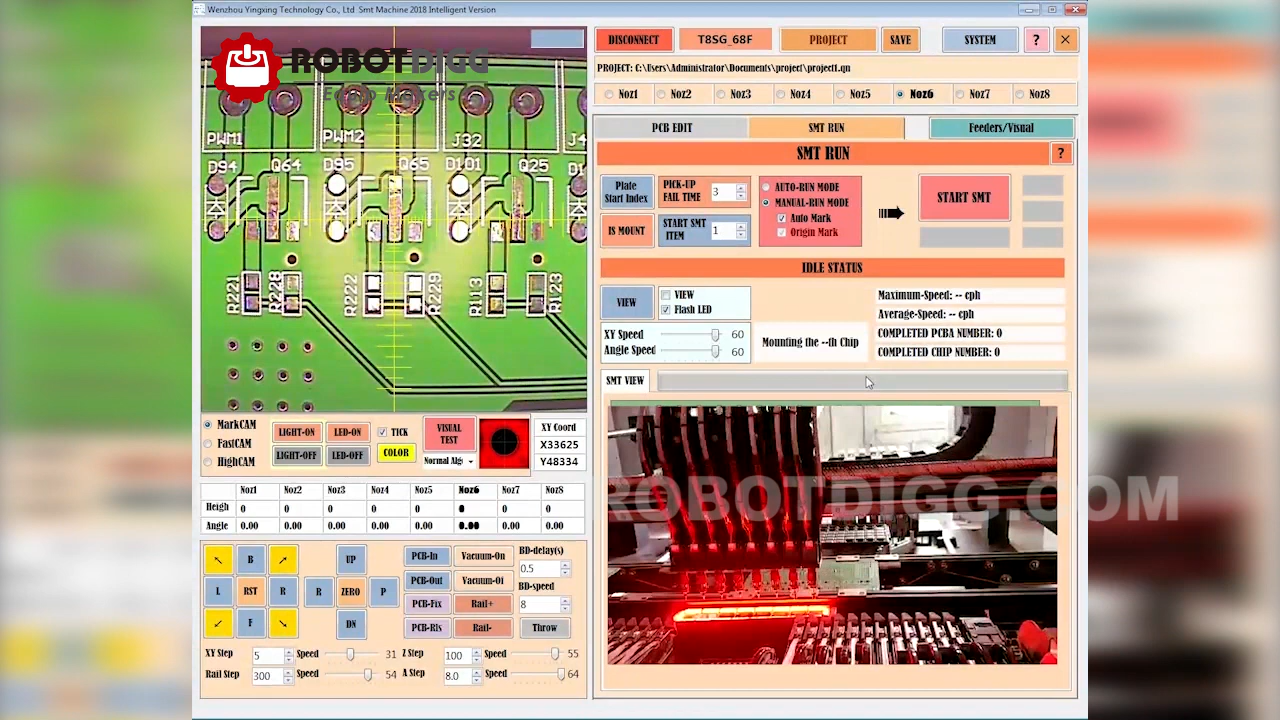 Wenzhou Yingxing Technology Co., Ltd Smt Machine 2018 Intelligent Version
ROBOTDIGG
Equip Makers
PWM1 PWM2 J32 J4
D94 Q64 D95 Q65 D101 Q25 D
R221 R228 R222 R229 R113 R123
DISCONNECT T8SG_68F PROJECT SAVE SYSTEM ? ×
PROJECT: C:\Users\Administrator\Documents\project\project1.qn
Noz1 Noz2 Noz3 Noz4 Noz5 Noz6 Noz7 Noz8
PCB EDIT SMT RUN Feeders/Visual
SMT RUN ?
Plate Start Index
PICK-UP FAIL TIME 3
AUTO-RUN MODE
MANUAL-RUN MODE
Auto Mark
Origin Mark
START SMT
IS MOUNT
START SMT ITEM 1
IDLE STATUS
VIEW
VIEW
Flash LED
XY Speed 60
Angle Speed 60
Mounting the --th Chip
Maximum-Speed: -- cph
Average-Speed: -- cph
COMPLETED PCBA NUMBER: 0
COMPLETED CHIP NUMBER: 0
SMT VIEW
ROBOTDIGG.COM
MarkCAM
FastCAM
HighCAM
LIGHT-ON LED-ON TICK
LIGHT-OFF LED-OFF COLOR
VISUAL TEST
Normal Alg
XY Coord
X33625
Y48334
Noz1 Noz2 Noz3 Noz4 Noz5 Noz6 Noz7 Noz8
Heigh 0 0 0 0 0 0 0 0
Angle 0.00 0.00 0.00 0.00 0.00 0.00 0.00 0.00
B UP
L RST R R ZERO P
F DN
PCB-In Vacuum-On BD-delay(s)
PCB-Out Vacuum-Of 0.5
PCB-Fix Rail+ BD-speed 8
PCB-Rls Rail- Throw
XY Step 5 Speed 31 Z Step 100 Speed 55
Rail Step 300 Speed 54 A Step 8.0 Speed 64